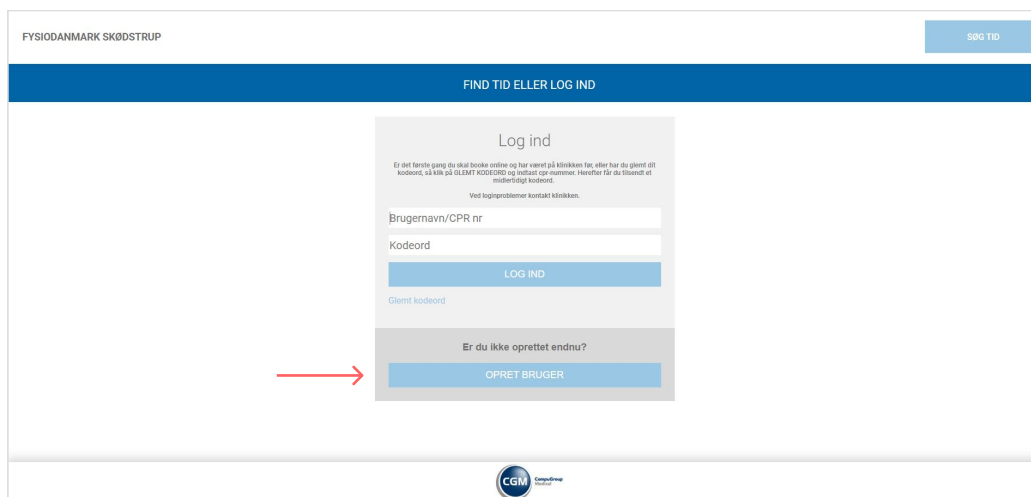 FYSIODANMARK SKØDSTRUP
SØG TID
FIND TID ELLER LOG IND
Log ind
Er det første gang du skal booke online og har været på klinikken før, eller har du glemt dit
kodeord, så klik på GLEMT KODEORD og indtast cpr-nummer. Herefter får du tilsendt et
midlertidigt kodeord.
Ved loginproblemer kontakt klinikken.
Brugernavn/CPR nr
Kodeord
LOG IND
Glemt kodeord
Er du ikke oprettet endnu?
OPRET BRUGER
CGM CompuGroup
Medical